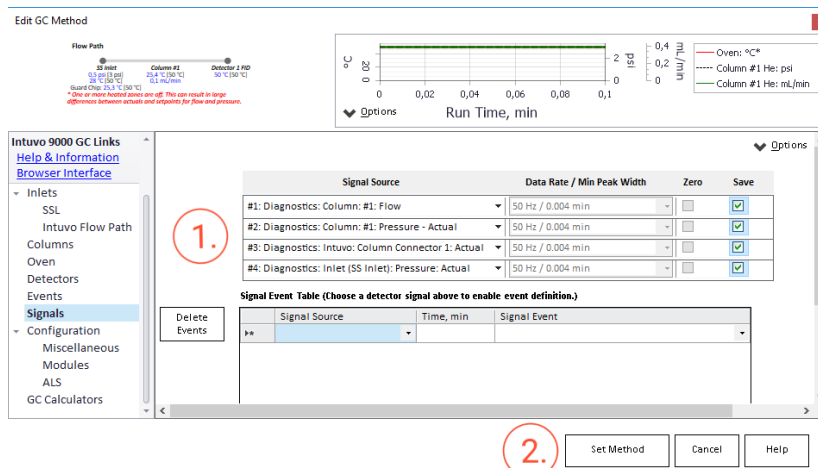 Edit GC Method
Flow Path
SS Inlet
0,5 psi [3 psi]
28 °C [50 °C]
Guard Chip: 25,3 °C [50 °C]
Column #1
25,4 °C [50 °C]
0,1 mL/min
Detector 1 FID
50 °C [50 °C]
* One or more heated zones are off. This can result in large
differences between actuals and setpoints for flow and pressure.
°C
20
0
0
0,02
0,04
0,06
0,08
0,1
2
0
psi
0,4
0,2
0
mL/min
Options
Run Time, min
Oven: °C*
Column #1 He: psi
Column #1 He: mL/min
Intuvo 9000 GC Links
Help & Information
Browser Interface
Inlets
SSL
Intuvo Flow Path
Columns
Oven
Detectors
Events
Signals
Configuration
Miscellaneous
Modules
ALS
GC Calculators
Options
1.
Signal Source Data Rate / Min Peak Width Zero Save
#1: Diagnostics: Column: #1: Flow 50 Hz / 0.004 min
#2: Diagnostics: Column: #1: Pressure - Actual 50 Hz / 0.004 min
#3: Diagnostics: Intuvo: Column Connector 1: Actual 50 Hz / 0.004 min
#4: Diagnostics: Inlet (SS Inlet): Pressure: Actual 50 Hz / 0.004 min
Signal Event Table (Choose a detector signal above to enable event definition.)
Delete
Events
Signal Source Time, min Signal Event
2.
Set Method
Cancel
Help